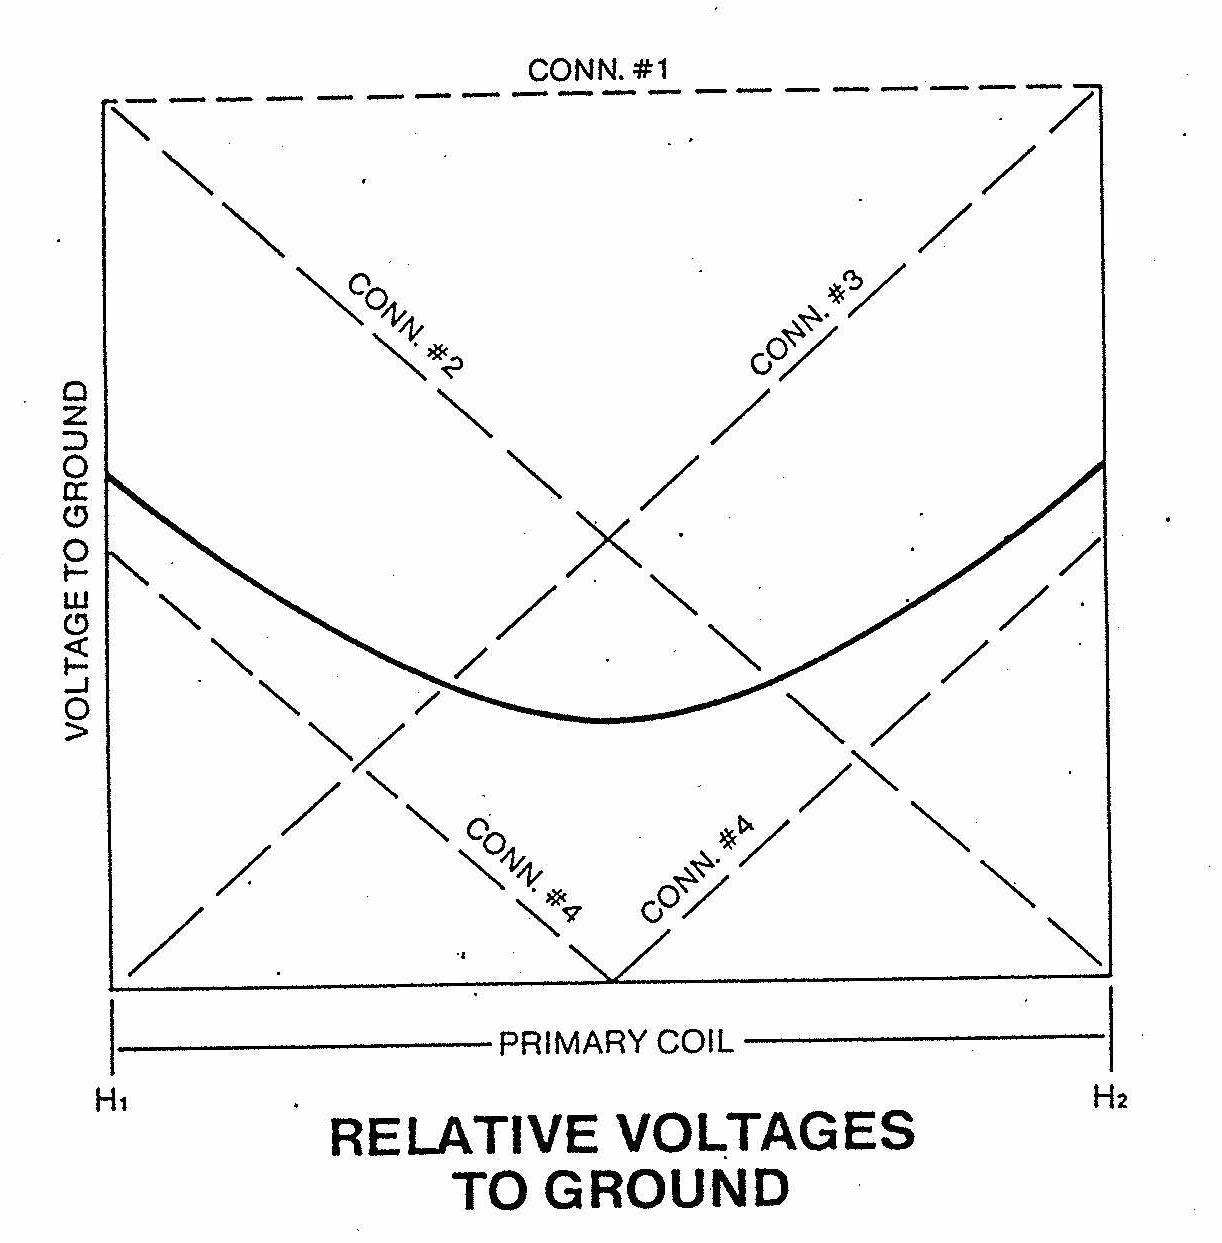 CONN. #1
CONN. #2
CONN. #3
VOLTAGE TO GROUND
CONN. #4
CONN. #4
PRIMARY COIL
H1
H2
RELATIVE VOLTAGES
TO GROUND